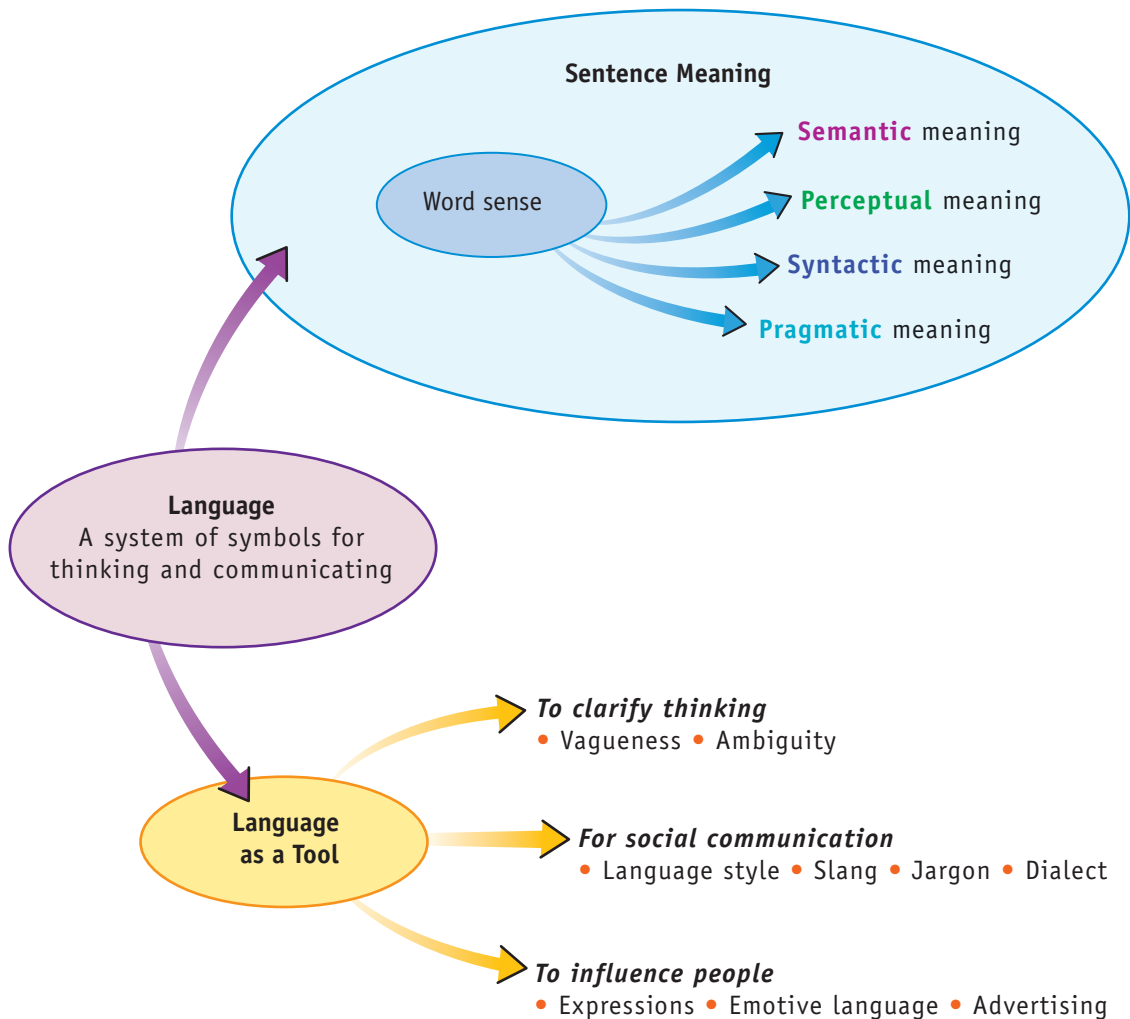 Sentence Meaning
Word sense
Semantic meaning
Perceptual meaning
Syntactic meaning
Pragmatic meaning
Language
A system of symbols for
thinking and communicating
Language
as a Tool
To clarify thinking
• Vagueness • Ambiguity
For social communication
• Language style • Slang • Jargon • Dialect
To influence people
• Expressions • Emotive language • Advertising